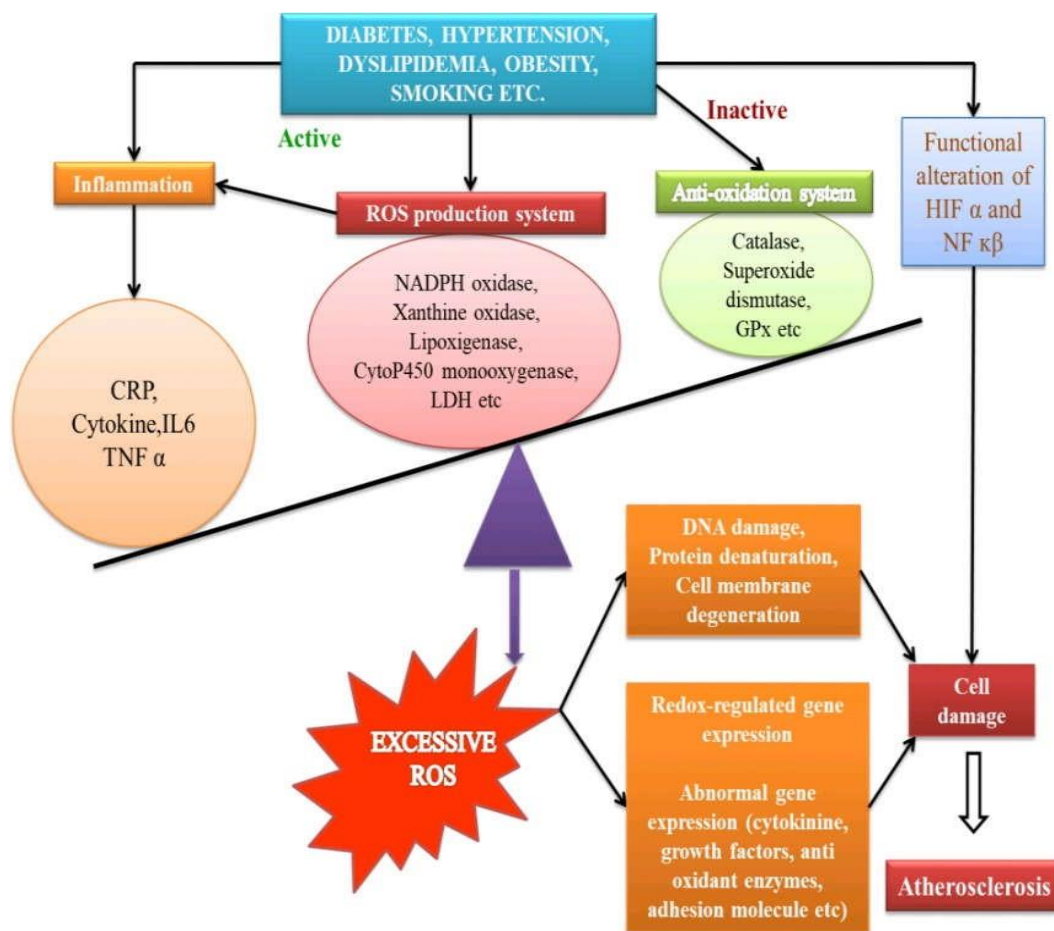 DIABETES, HYPERTENSION,
DYSLIPIDEMIA, OBESITY,
SMOKING ETC.
Active
Inactive
Inflammation
ROS production system
Anti-oxidation system
Functional
alteration of
HIF α and
NF κβ
CRP,
Cytokine,IL6
TNF α
NADPH oxidase,
Xanthine oxidase,
Lipoxigenase,
CytoP450 monooxygenase,
LDH etc
Catalase,
Superoxide
dismutase,
GPx etc
DNA damage,
Protein denaturation,
Cell membrane
degeneration
EXCESSIVE
ROS
Redox-regulated gene
expression
Abnormal gene
expression (cytokinine,
growth factors, anti
oxidant enzymes,
adhesion molecule etc)
Cell
damage
Atherosclerosis